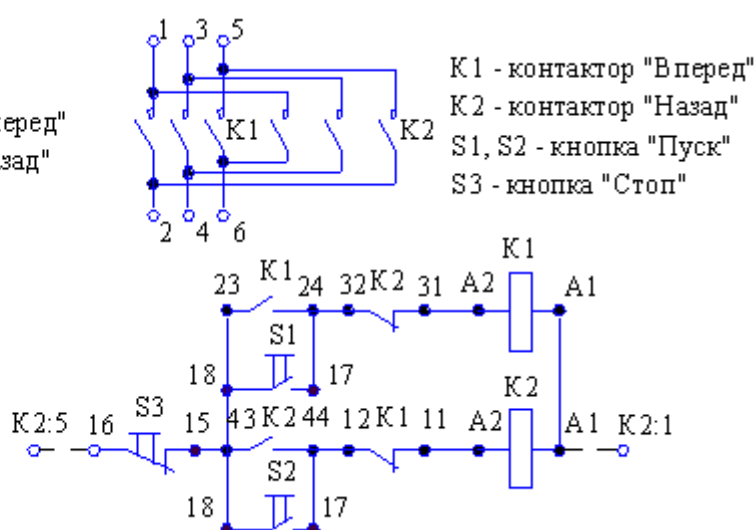 1 3 5
K1 - контактор "Вперед"
K2 - контактор "Назад"
S1, S2 - кнопка "Пуск"
S3 - кнопка "Стоп"
еред"
зад"
K1
K2
2 4 6
K1
23 K1 24 32 K2 31 A2 A1
S1
18 17
K2
K2:5 16 S3 15 43 K2 44 12 K1 11 A2 A1 K2:1
S2
18 17